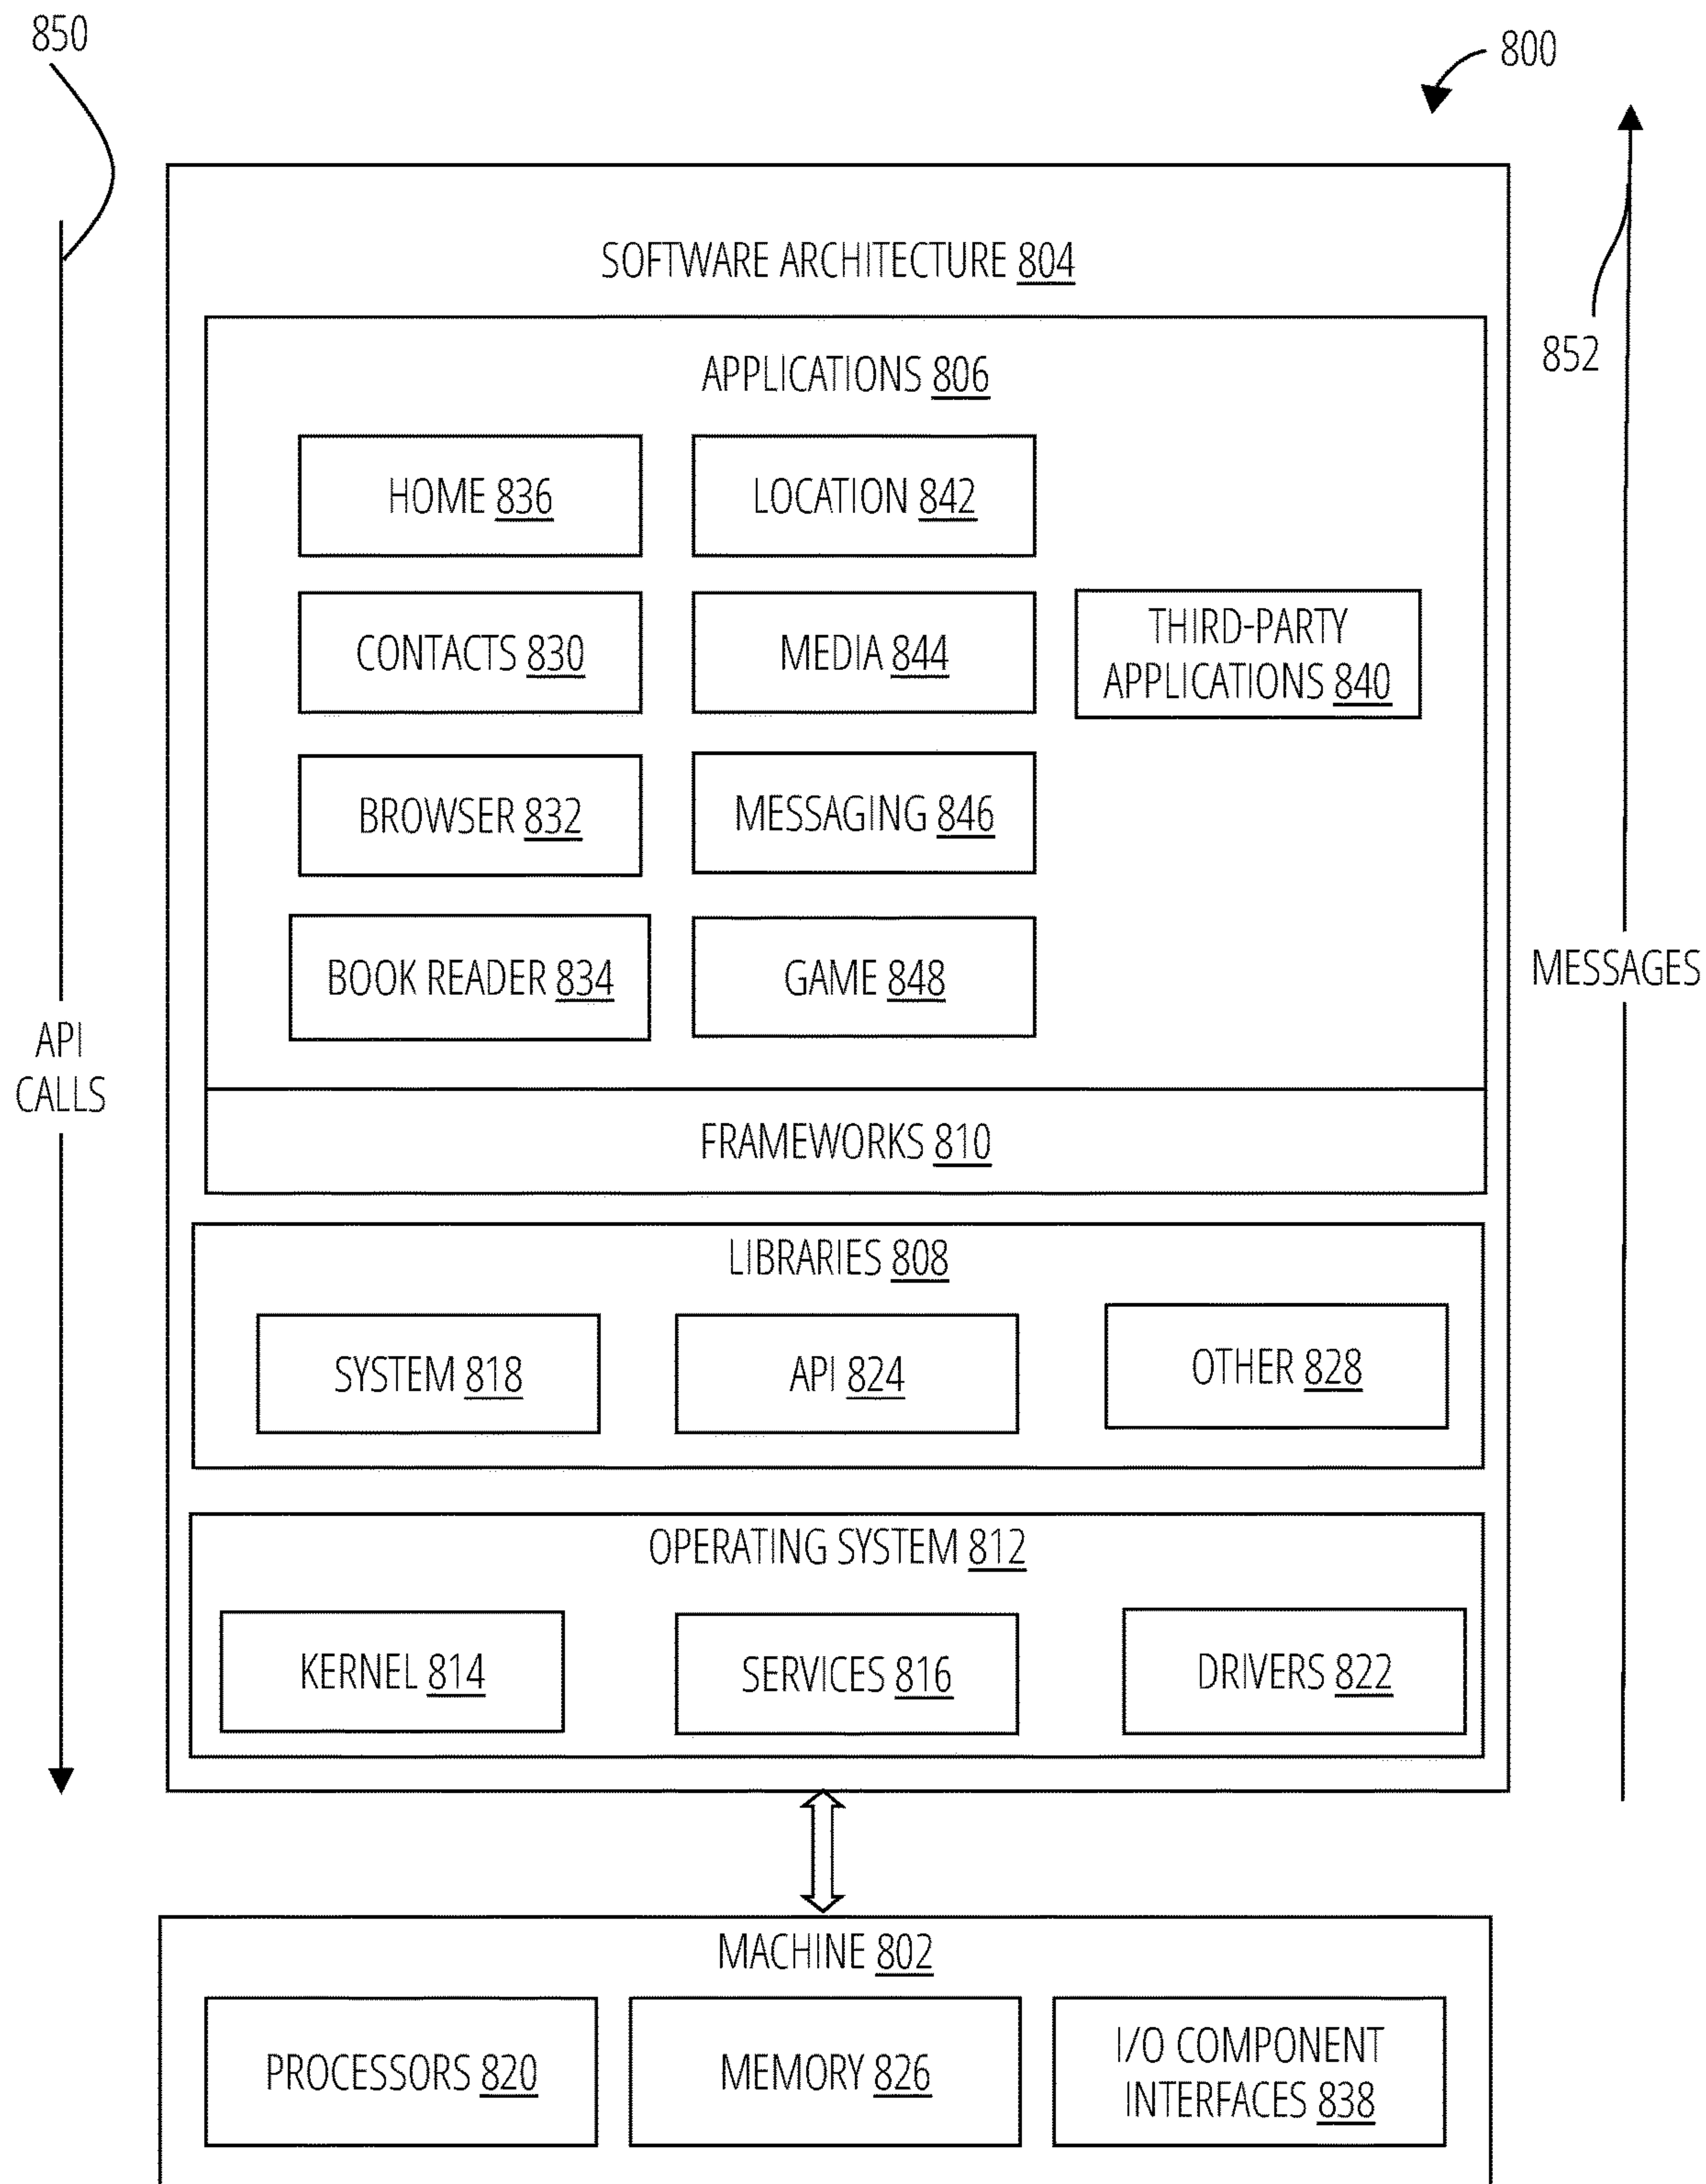 850
800
SOFTWARE ARCHITECTURE 804
852
APPLICATIONS 806
HOME 836
LOCATION 842
CONTACTS 830
MEDIA 844
THIRD-PARTY
APPLICATIONS 840
BROWSER 832
MESSAGING 846
BOOK READER 834
GAME 848
MESSAGES
API
CALLS
FRAMEWORKS 810
LIBRARIES 808
SYSTEM 818
API 824
OTHER 828
OPERATING SYSTEM 812
KERNEL 814
SERVICES 816
DRIVERS 822
MACHINE 802
PROCESSORS 820
MEMORY 826
I/O COMPONENT
INTERFACES 838